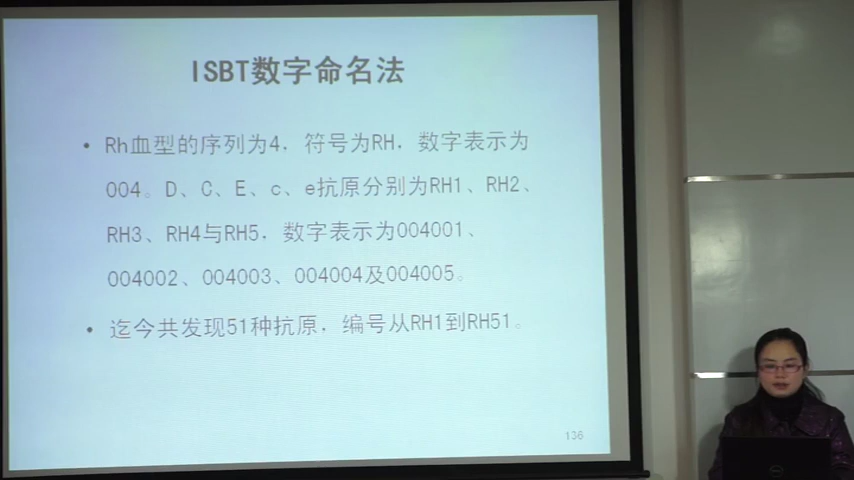 ISBT数字命名法
• Rh血型的序列为4，符号为RH，数字表示为
004。D、C、E、c、e抗原分别为RH1、RH2、
RH3、RH4与RH5，数字表示为004001、
004002、004003、004004及004005。
• 迄今共发现51种抗原，编号从RH1到RH51。
136
DELL